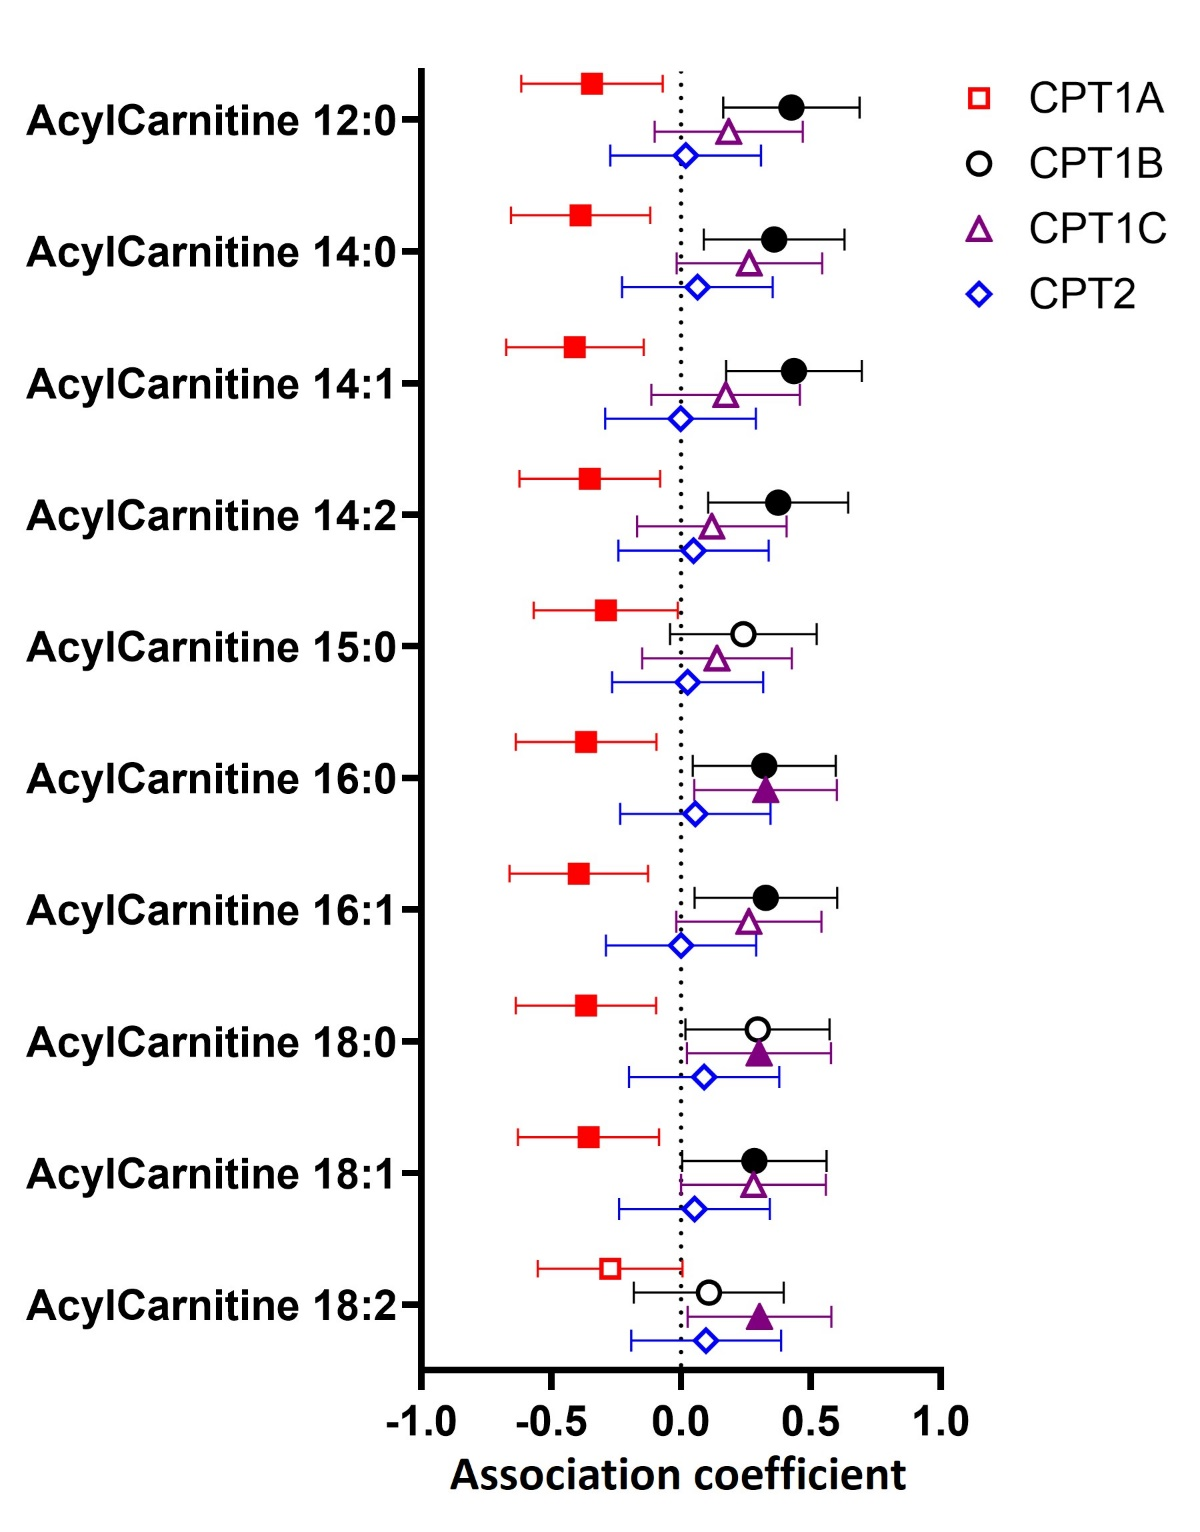 AcylCarnitine 12:0
AcylCarnitine 14:0
AcylCarnitine 14:1
AcylCarnitine 14:2
AcylCarnitine 15:0
AcylCarnitine 16:0
AcylCarnitine 16:1
AcylCarnitine 18:0
AcylCarnitine 18:1
AcylCarnitine 18:2
CPT1A
CPT1B
CPT1C
CPT2
-1.0 -0.5 0.0 0.5 1.0
Association coefficient